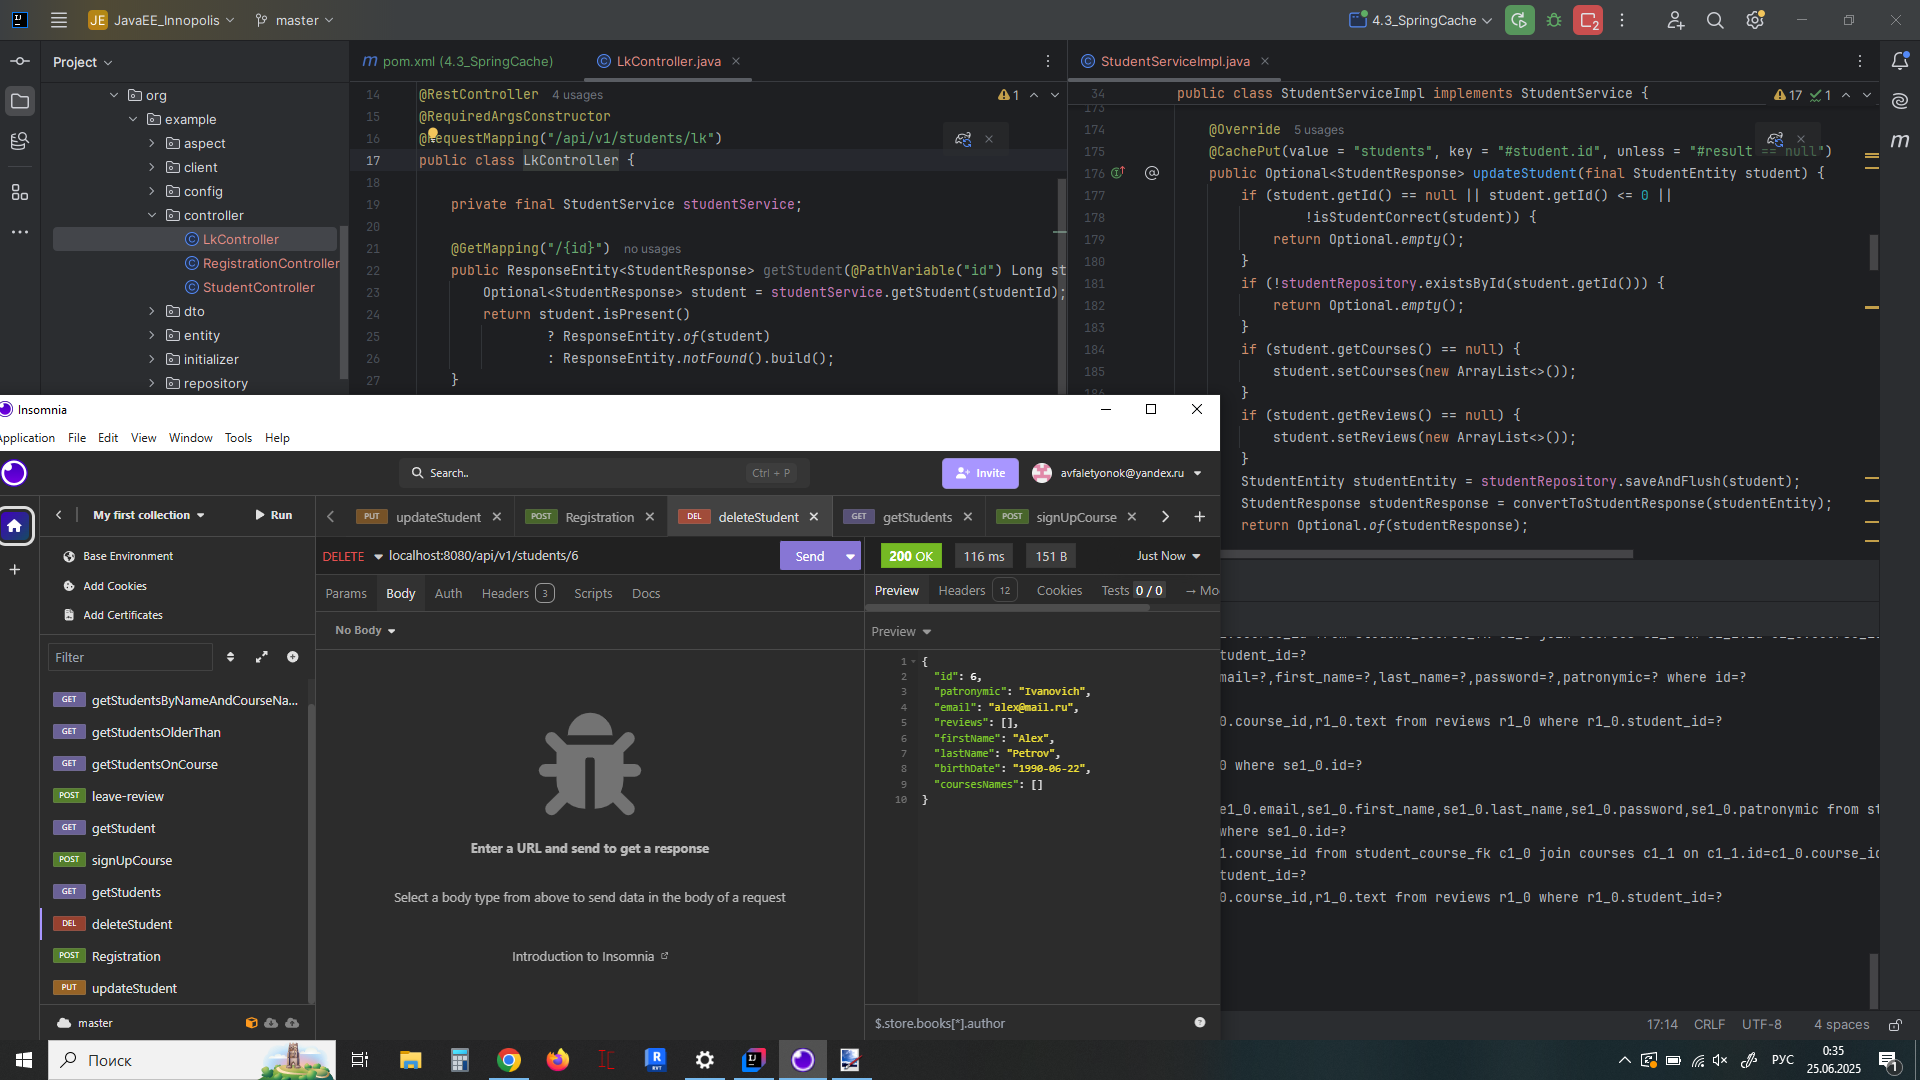 JE JavaEE_Innopolis master
4.3_SpringCache
2
Project
org
example
aspect
client
config
controller
LkController
RegistrationController
StudentController
dto
entity
initializer
repository
m pom.xml (4.3_SpringCache) LkController.java
14 @RestController 4 usages
1
15 @RequiredArgsConstructor
16 @RequestMapping("/api/v1/students/lk")
17 public class LkController {
18
19 private final StudentService studentService;
20
21 @GetMapping("/{id}") no usages
22 public ResponseEntity<StudentResponse> getStudent(@PathVariable("id") Long st
23 Optional<StudentResponse> student = studentService.getStudent(studentId);
24 return student.isPresent()
25 ? ResponseEntity.of(student)
26 : ResponseEntity.notFound().build();
27 }
StudentServiceImpl.java
34 public class StudentServiceImpl implements StudentService {
17 1
173
174 @Override 5 usages
175 @CachePut(value = "students", key = "#student.id", unless = "#result == null")
176 @ public Optional<StudentResponse> updateStudent(final StudentEntity student) {
177 if (student.getId() == null || student.getId() <= 0 ||
178 !isStudentCorrect(student)) {
179 return Optional.empty();
180 }
181 if (!studentRepository.existsById(student.getId())) {
182 return Optional.empty();
183 }
184 if (student.getCourses() == null) {
185 student.setCourses(new ArrayList<>());
186 }
if (student.getReviews() == null) {
student.setReviews(new ArrayList<>());
}
StudentEntity studentEntity = studentRepository.saveAndFlush(student);
StudentResponse studentResponse = convertToStudentResponse(studentEntity);
return Optional.of(studentResponse);
tudent_id=?
mail=?,first_name=?,last_name=?,password=?,patronymic=? where id=?
0.course_id,r1_0.text from reviews r1_0 where r1_0.student_id=?
0 where se1_0.id=?
e1_0.email,se1_0.first_name,se1_0.last_name,se1_0.password,se1_0.patronymic from st
where se1_0.id=?
1.course_id from student_course_fk c1_0 join courses c1_1 on c1_1.id=c1_0.course_id
tudent_id=?
0.course_id,r1_0.text from reviews r1_0 where r1_0.student_id=?
17:14 CRLF UTF-8 4 spaces
Insomnia
Application File Edit View Window Tools Help
Search.. Ctrl + P
Invite
avfaletyonok@yandex.ru
My first collection Run
Base Environment
Add Cookies
Add Certificates
Filter
GET getStudentsByNameAndCourseNa...
GET getStudentsOlderThan
GET getStudentsOnCourse
POST leave-review
GET getStudent
POST signUpCourse
GET getStudents
DEL deleteStudent
POST Registration
PUT updateStudent
master
PUT updateStudent POST Registration DEL deleteStudent GET getStudents POST signUpCourse
DELETE localhost:8080/api/v1/students/6 Send
Params Body Auth Headers 3 Scripts Docs
No Body
Enter a URL and send to get a response
Select a body type from above to send data in the body of a request
Introduction to Insomnia
200 OK 116 ms 151 B Just Now
Preview Headers 12 Cookies Tests 0 / 0 → Mo
Preview
1 {
2 "id": 6,
3 "patronymic": "Ivanovich",
4 "email": "alex@mail.ru",
5 "reviews": [],
6 "firstName": "Alex",
7 "lastName": "Petrov",
8 "birthDate": "1990-06-22",
9 "coursesNames": []
10 }
$.store.books[*].author
Поиск
РУС
0:35
25.06.2025
1